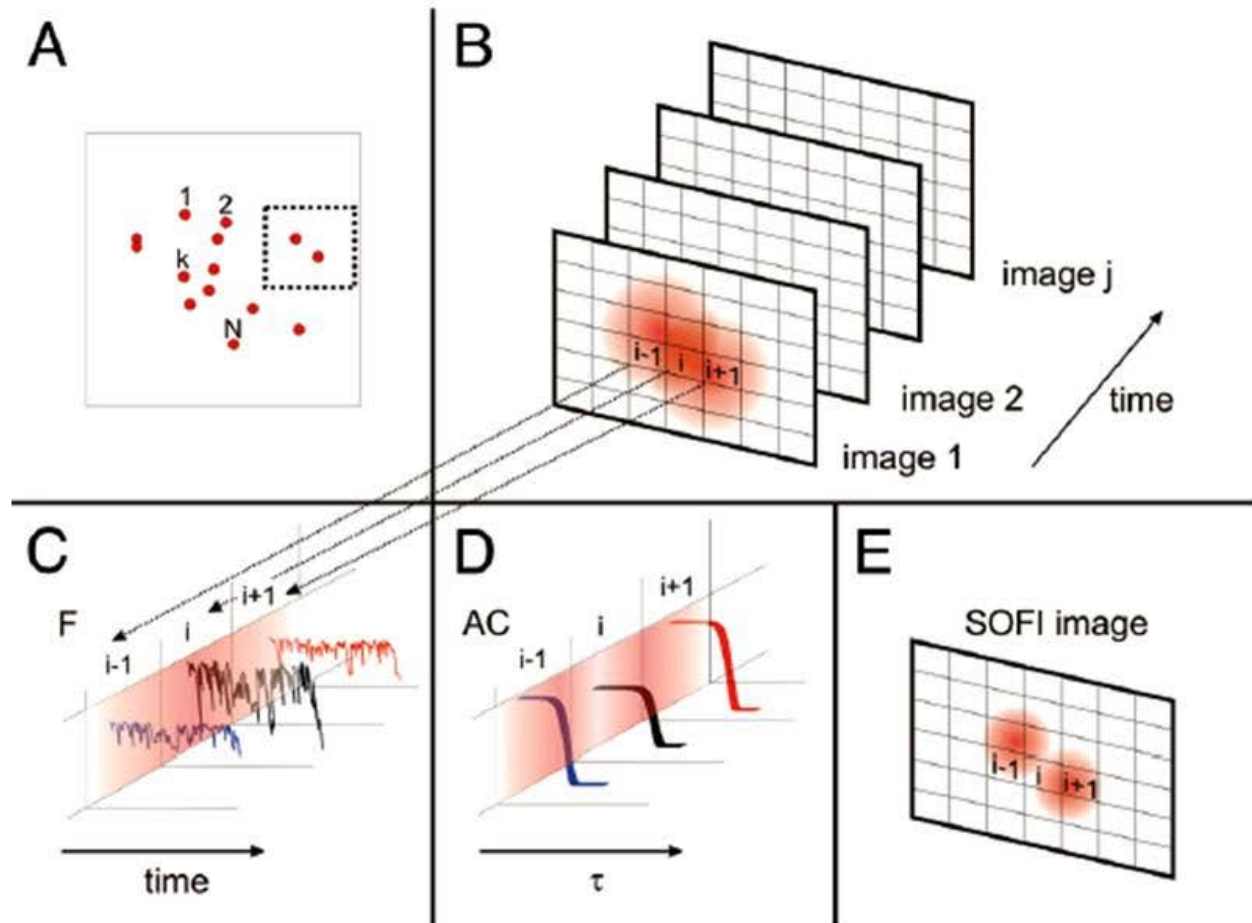 A
1
2
k
N
B
i-1
i
i+1
image 1
image 2
image j
time
C
F
i-1
i
i+1
time
D
AC
i-1
i
i+1
τ
E
SOFI image
i-1
i
i+1